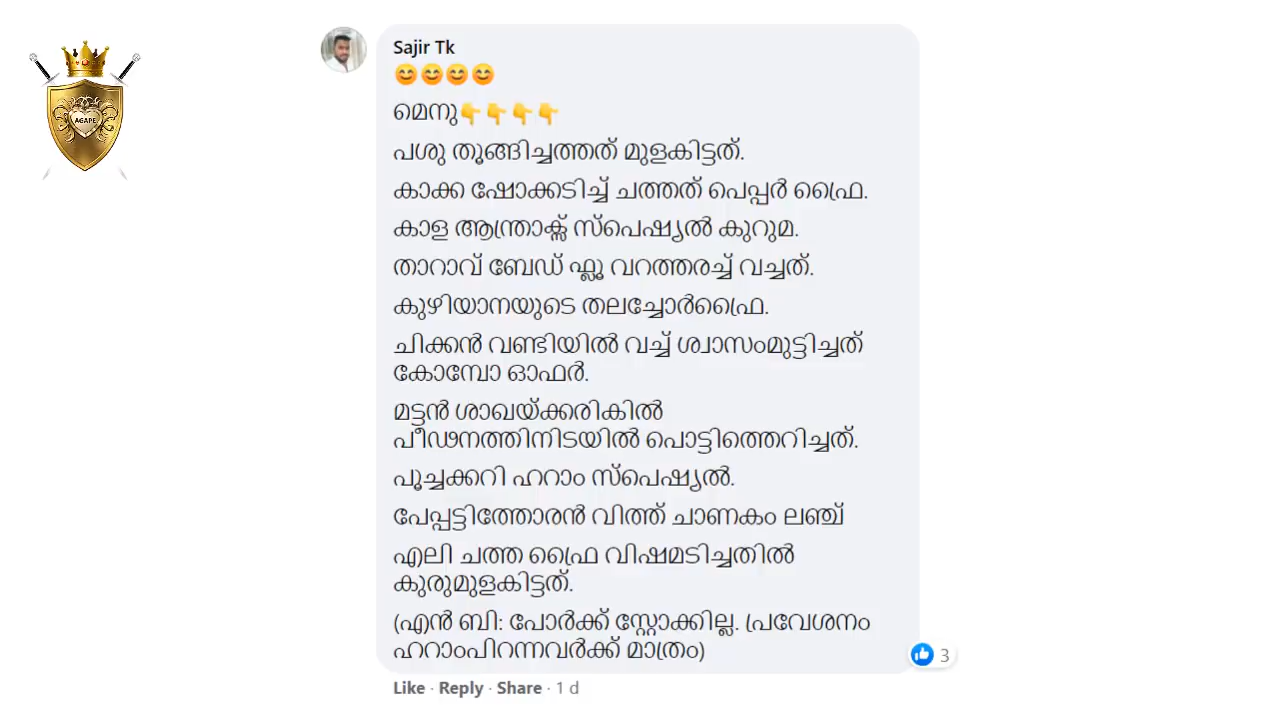 AGAPE
Sajir Tk
😊😊😊😊
മെനു👇👇👇👇
പശു തൂങ്ങിച്ചത്തത് മുളകിട്ടത്.
കാക്ക ഷോക്കടിച്ച് ചത്തത് പെപ്പർ ഫ്രൈ.
കാള ആന്ത്രാക്സ് സ്പെഷ്യൽ കുറുമ.
താറാവ് ബേഡ് ഫ്ലൂ വറത്തരച്ച് വച്ചത്.
കുഴിയാനയുടെ തലച്ചോർഫ്രൈ.
ചിക്കൻ വണ്ടിയിൽ വച്ച് ശ്വാസംമുട്ടിച്ചത്
കോമ്പോ ഓഫർ.
മട്ടൻ ശാഖയ്ക്കരികിൽ
പീഢനത്തിനിടയിൽ പൊട്ടിത്തെറിച്ചത്.
പൂച്ചക്കറി ഹറാം സ്പെഷ്യൽ.
പേപ്പട്ടിത്തോരൻ വിത്ത് ചാണകം ലഞ്ച്
എലി ചത്ത ഫ്രൈ വിഷമടിച്ചതിൽ
കുരുമുളകിട്ടത്.
(എൻ ബി: പോർക്ക് സ്റ്റോക്കില്ല. പ്രവേശനം
ഹറാംപിറന്നവർക്ക് മാത്രം)
3
Like · Reply · Share · 1 d